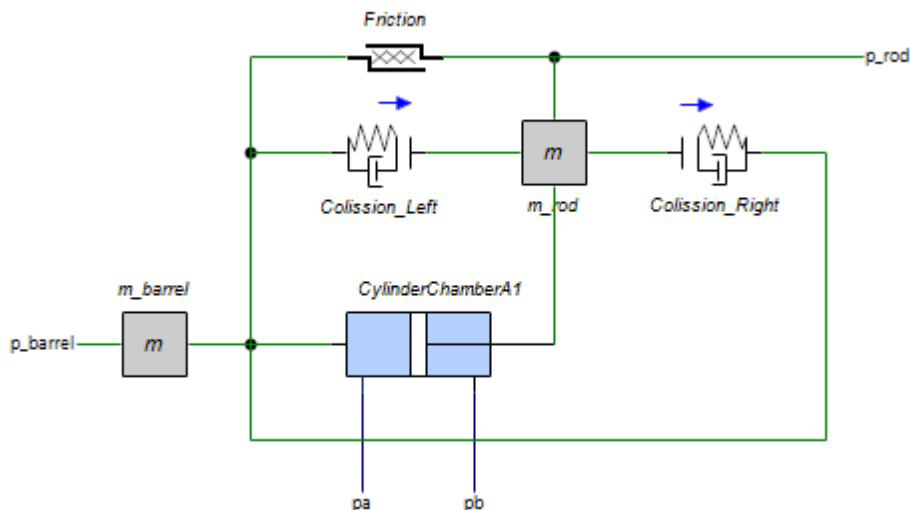 Friction
p_rod
m
Colission_Left
m_rod
Colission_Right
m_barrel
CylinderChamberA1
p_barrel
m
pa
pb